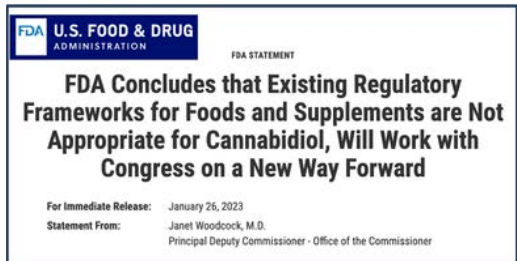 FDA U.S. FOOD & DRUG
ADMINISTRATION
FDA STATEMENT
FDA Concludes that Existing Regulatory
Frameworks for Foods and Supplements are Not
Appropriate for Cannabidiol, Will Work with
Congress on a New Way Forward
For Immediate Release: January 26, 2023
Statement From: Janet Woodcock, M.D.
Principal Deputy Commissioner - Office of the Commissioner